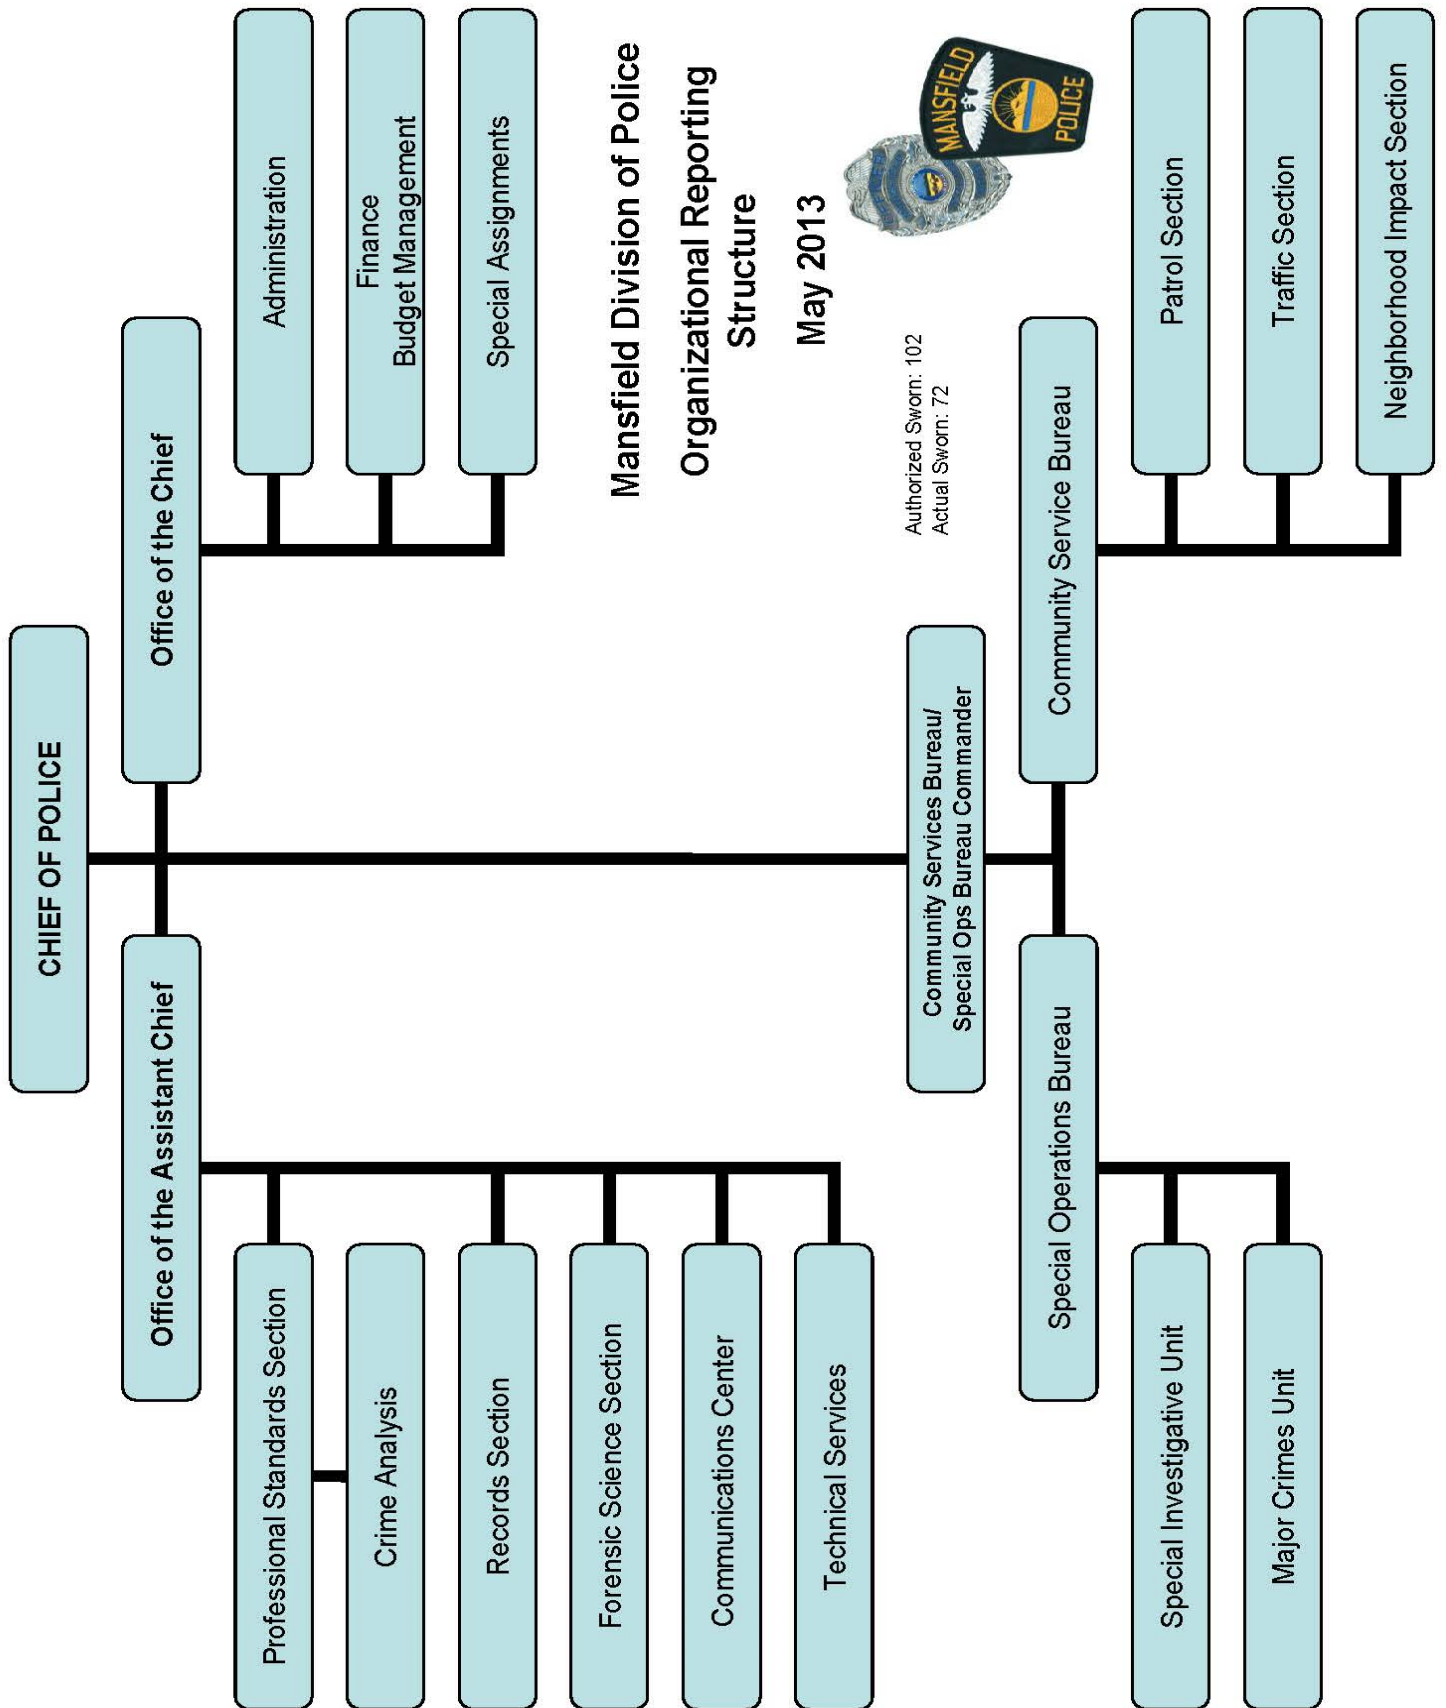 CHIEF OF POLICE
Office of the Assistant Chief
Office of the Chief
Professional Standards Section
Crime Analysis
Records Section
Forensic Science Section
Communications Center
Technical Services
Administration
Finance
Budget Management
Special Assignments
Mansfield Division of Police
Organizational Reporting
Structure
May 2013
MANSFIELD
POLICE
Authorized Sworn: 102
Actual Sworn: 72
Community Services Bureau/
Special Ops Bureau Commander
Special Operations Bureau
Community Service Bureau
Special Investigative Unit
Major Crimes Unit
Patrol Section
Traffic Section
Neighborhood Impact Section